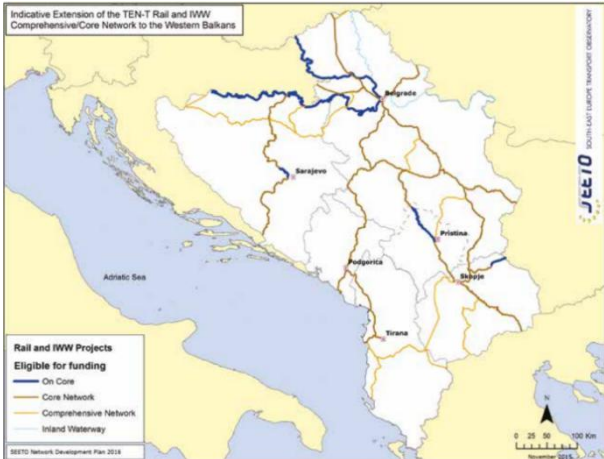 Indicative Extension of the TEN-T Rail and IWW
Comprehensive/Core Network to the Western Balkans
SEETO
SOUTH-EAST EUROPE TRANSPORT OBSERVATORY
Belgrade
Sarajevo
Pristina
Podgorica
Skopje
Adriatic Sea
Tirana
Rail and IWW Projects
Eligible for funding
On Core
Core Network
Comprehensive Network
Inland Waterway
N
0 25 50 100 Km
SEETO Network Development Plan 2016
November 2015